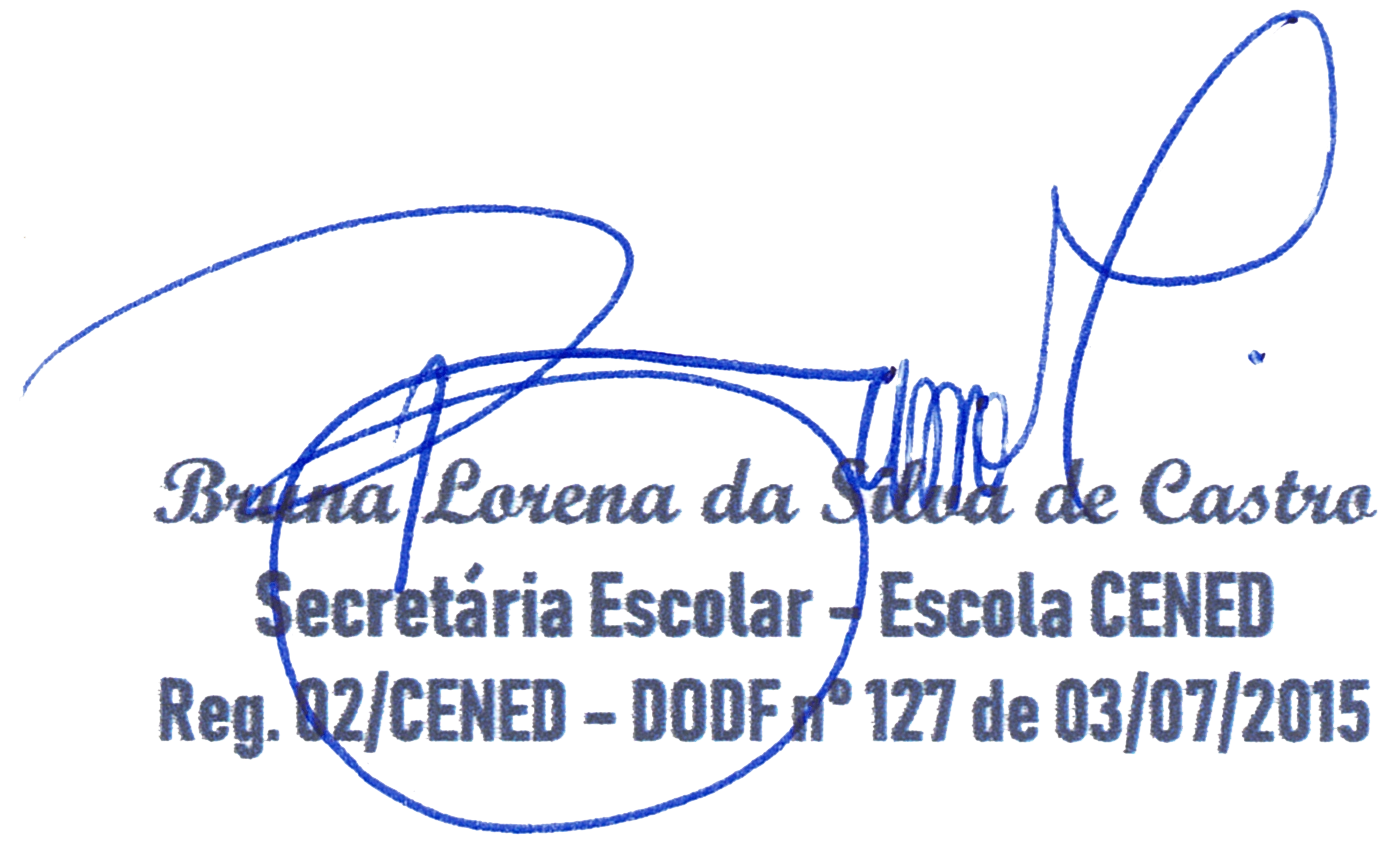 Bruna Lorena da Silva de Castro
Secretária Escolar – Escola CENED
Reg. 02/CENED – DODF nº 127 de 03/07/2015